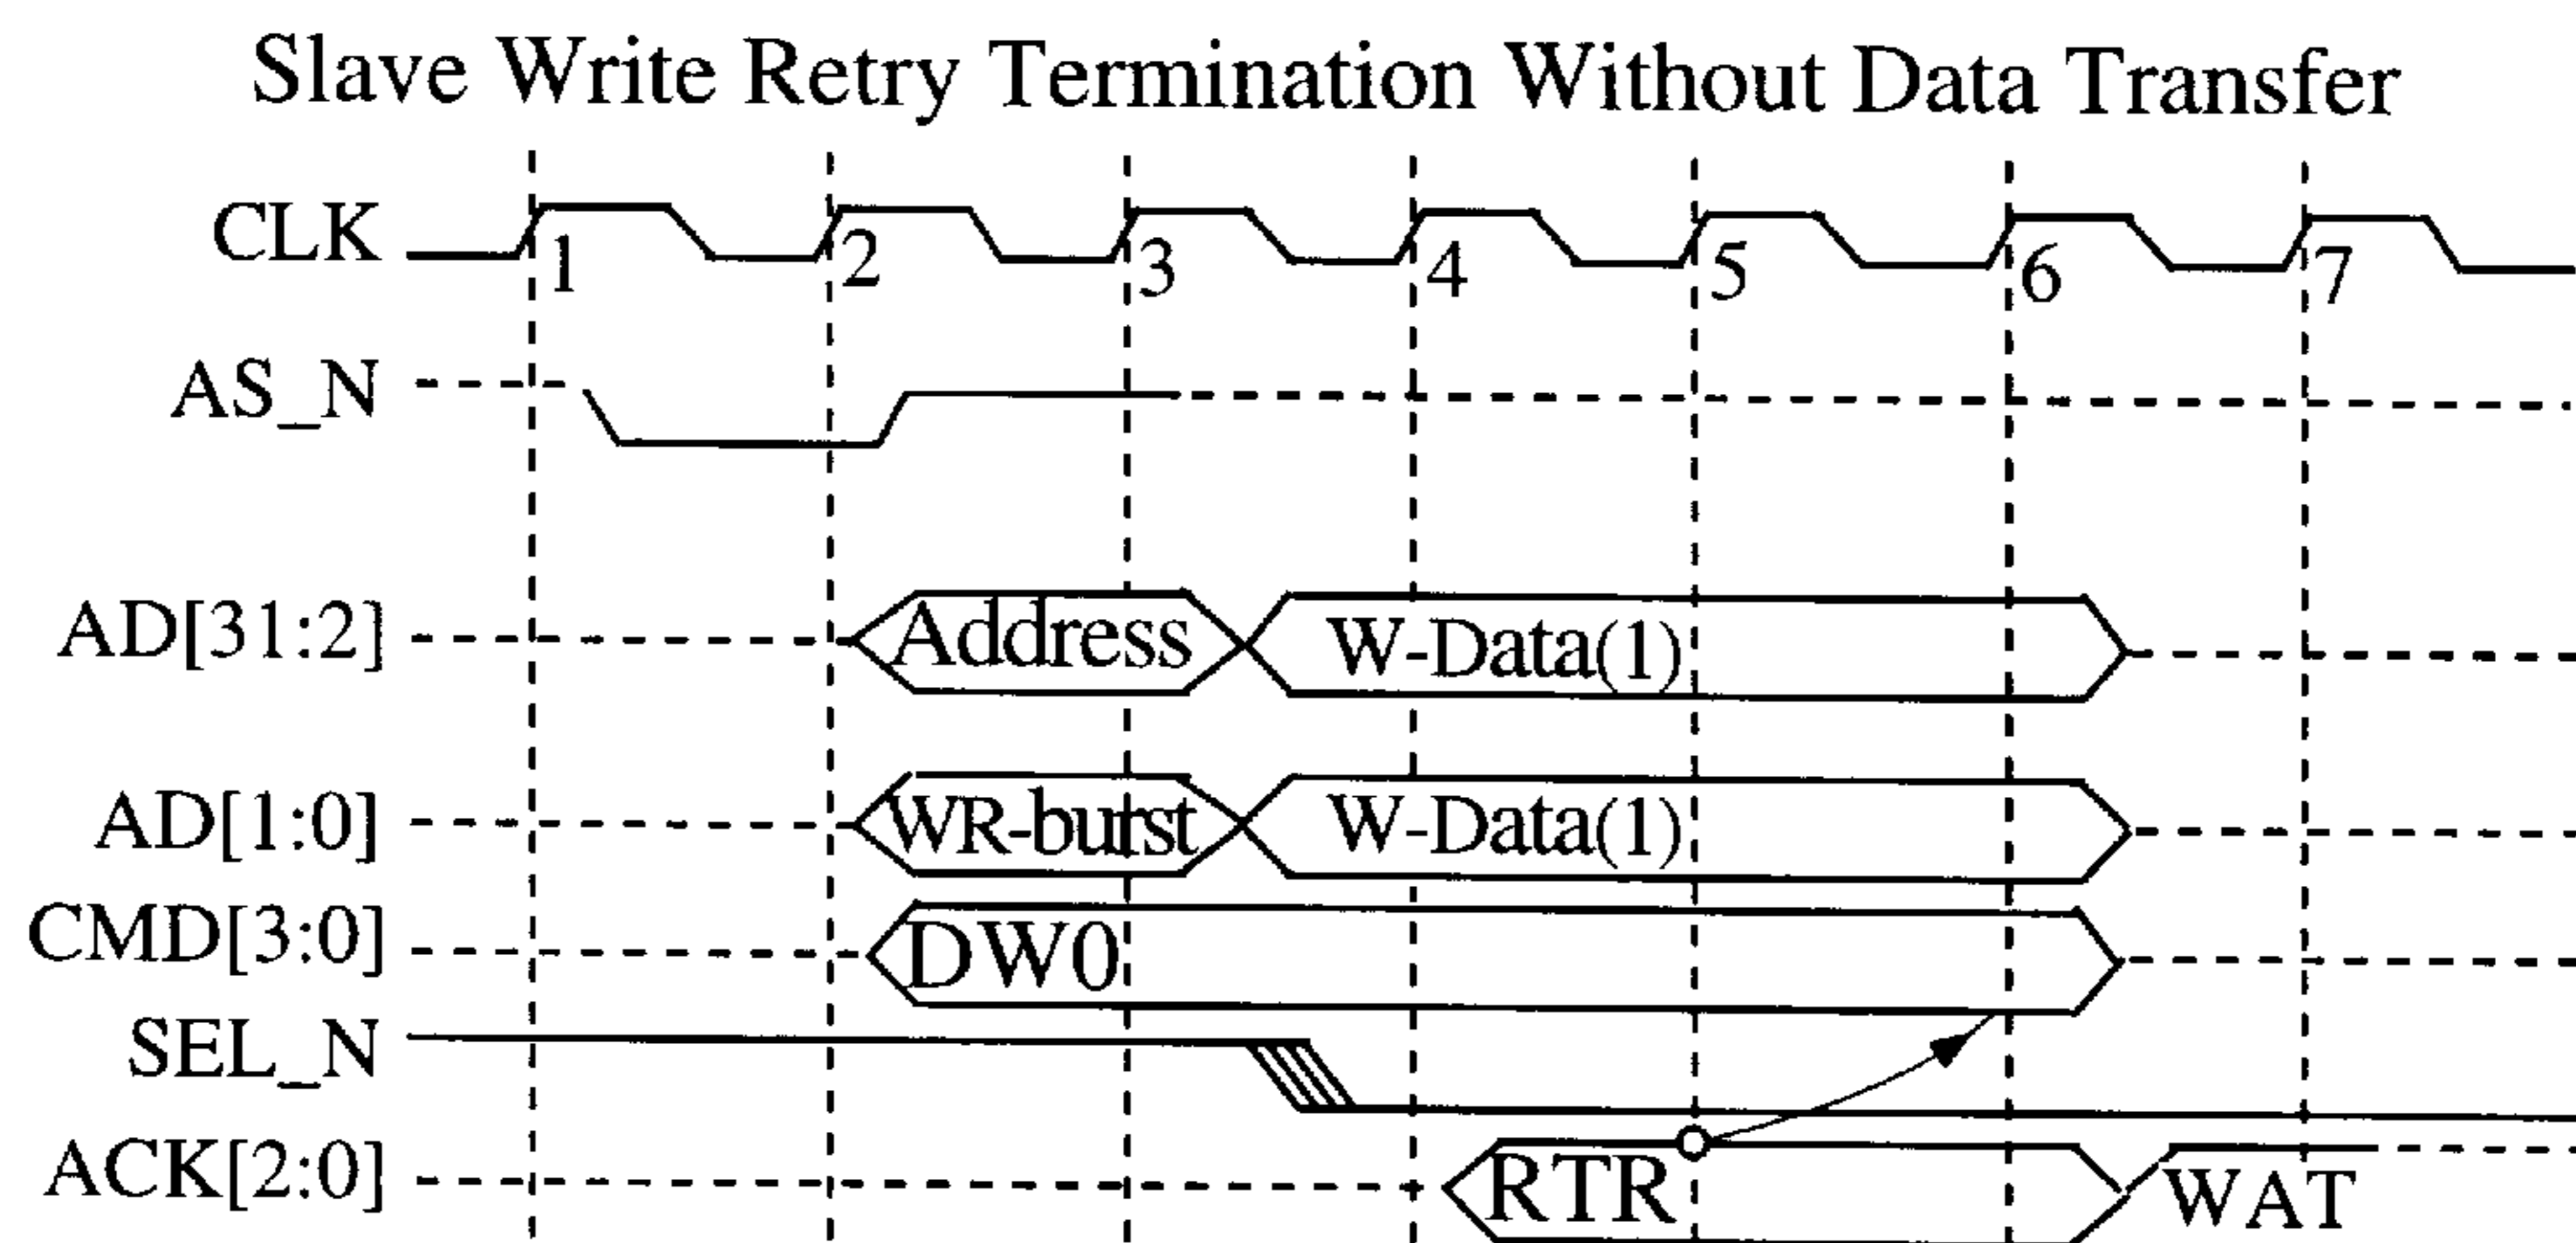 Slave Write Retry Termination Without Data Transfer
CLK 1 2 3 4 5 6 7
AS_N
AD[31:2] Address W-Data(1)
AD[1:0] WR-burst W-Data(1)
CMD[3:0] DW0
SEL_N
ACK[2:0] RTR WAT